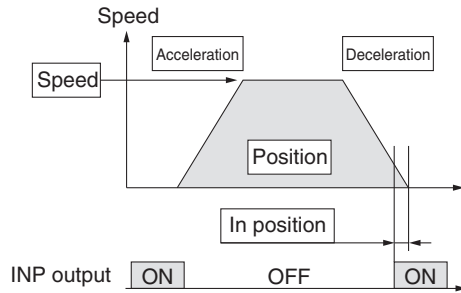 Speed
Acceleration
Deceleration
Speed
Position
In position
INP output
ON
OFF
ON